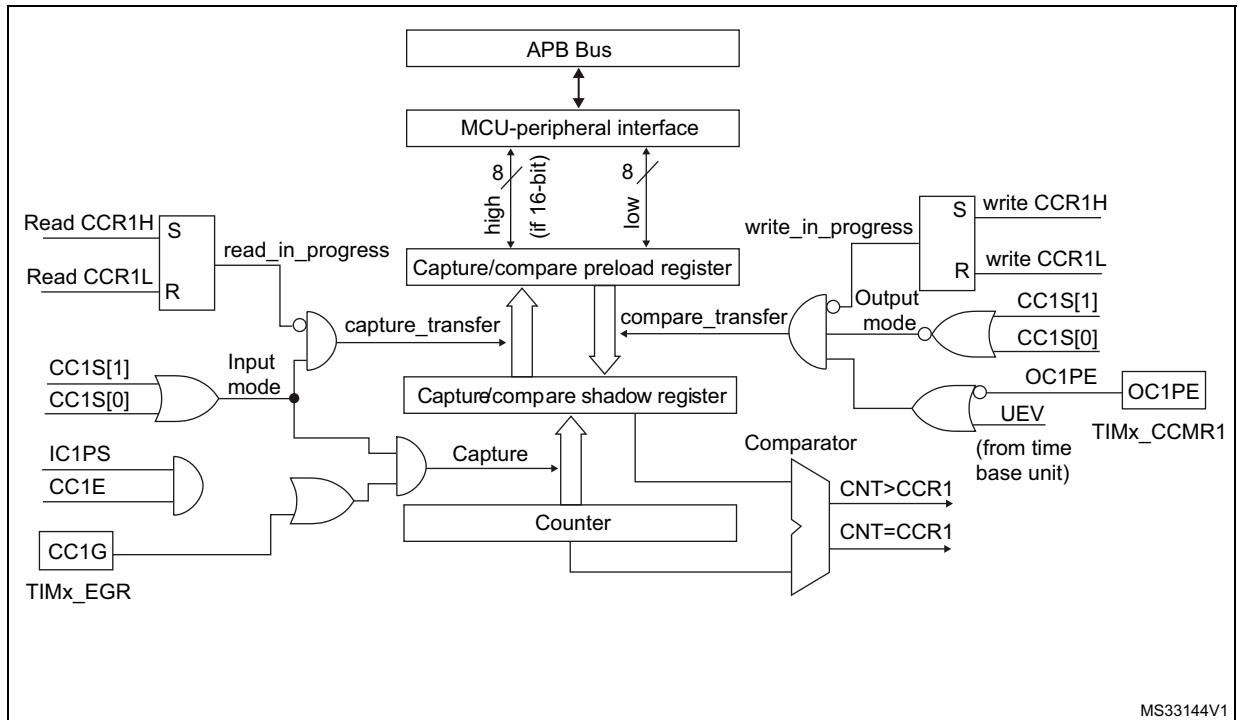 APB Bus
MCU-peripheral interface
8
high
(if 16-bit)
8
low
Read CCR1H
S
read_in_progress
Read CCR1L
R
write_in_progress
S
write CCR1H
R
write CCR1L
Capture/compare preload register
capture_transfer
compare_transfer
Output
mode
CC1S[1]
CC1S[0]
CC1S[1]
CC1S[0]
Input
mode
Capture/compare shadow register
OC1PE
OC1PE
UEV
TIMx_CCMR1
(from time
base unit)
IC1PS
CC1E
Capture
Comparator
CNT>CCR1
CNT=CCR1
Counter
CC1G
TIMx_EGR
MS33144V1